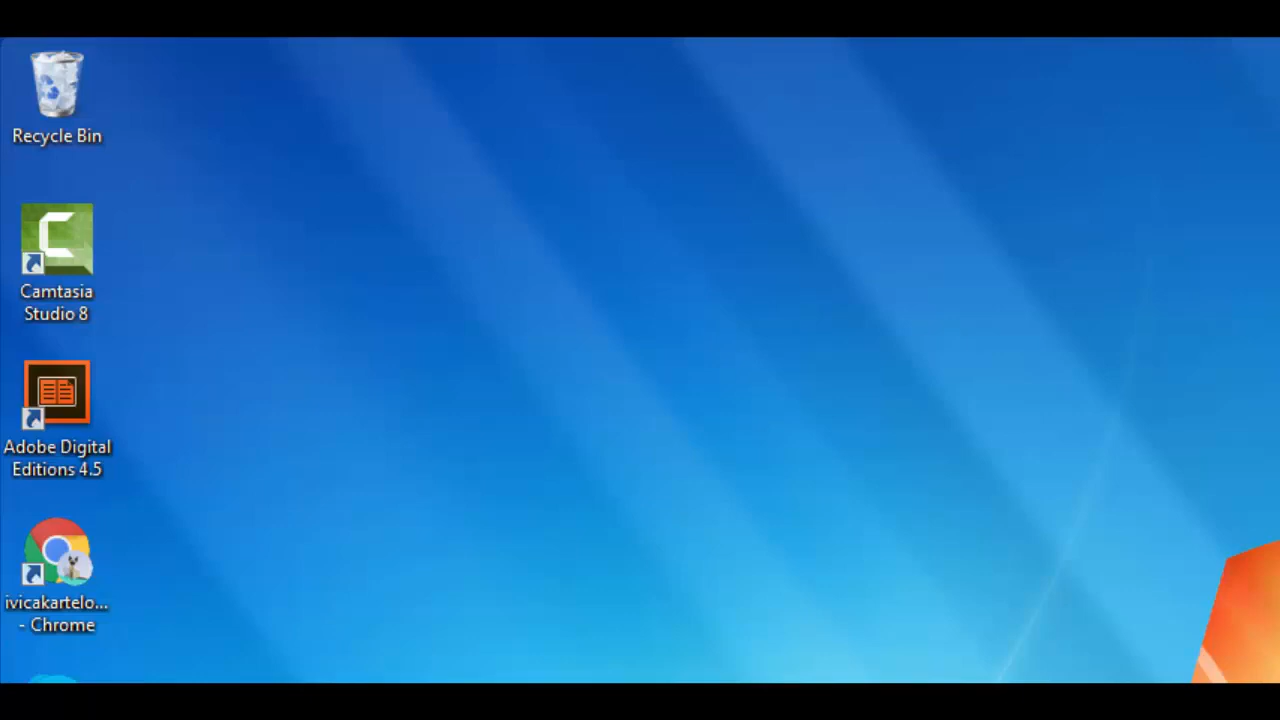 Recycle Bin
Camtasia
Studio 8
Adobe Digital
Editions 4.5
ivicakartelo...
- Chrome